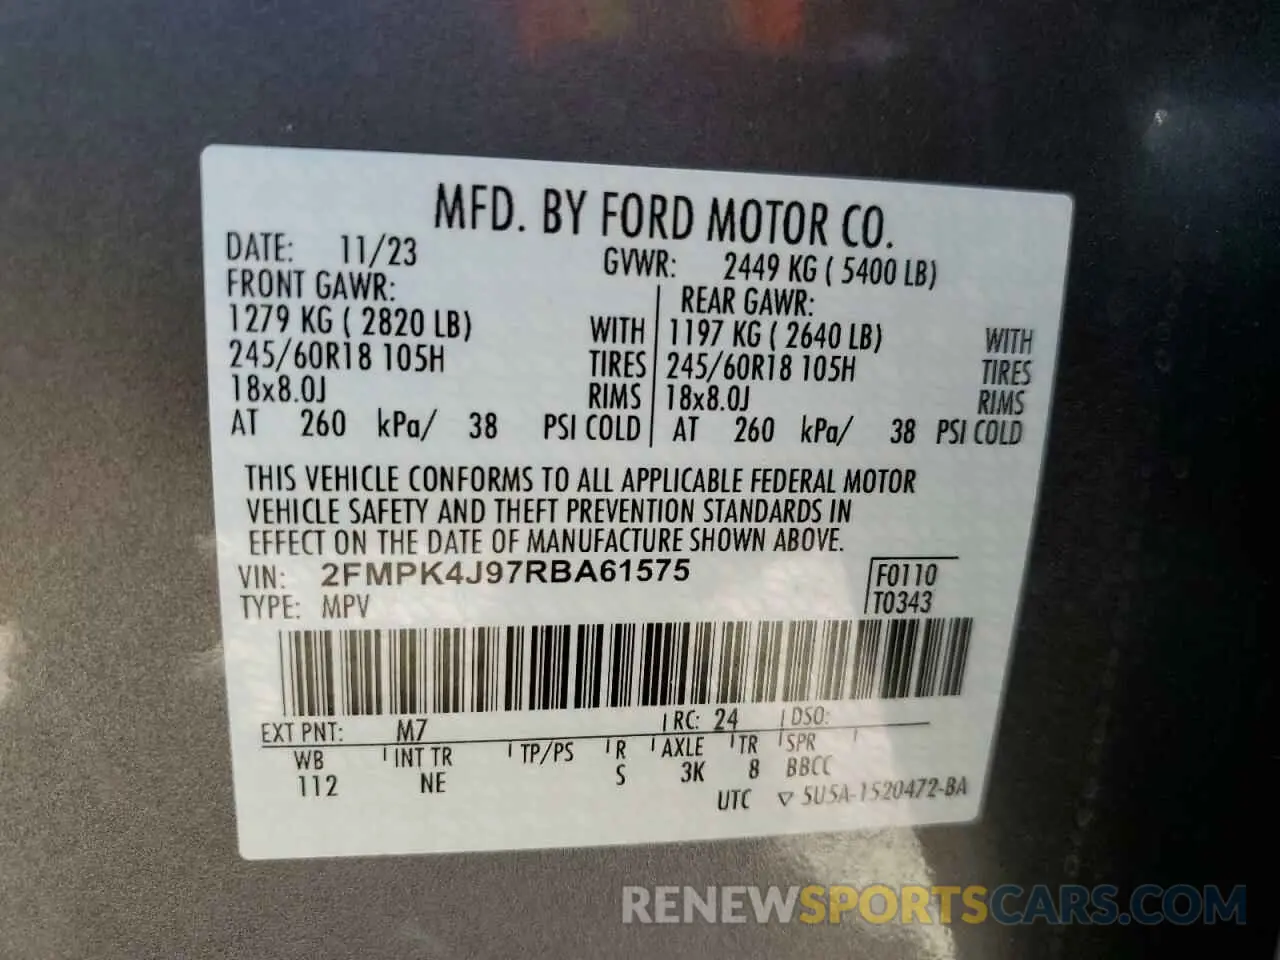 MFD. BY FORD MOTOR CO.
DATE: 11/23 GVWR: 2449 KG ( 5400 LB)
FRONT GAWR: REAR GAWR:
1279 KG ( 2820 LB) WITH 1197 KG ( 2640 LB) WITH
245/60R18 105H TIRES 245/60R18 105H TIRES
18x8.0J RIMS 18x8.0J RIMS
AT 260 kPa/ 38 PSI COLD AT 260 kPa/ 38 PSI COLD
THIS VEHICLE CONFORMS TO ALL APPLICABLE FEDERAL MOTOR
VEHICLE SAFETY AND THEFT PREVENTION STANDARDS IN
EFFECT ON THE DATE OF MANUFACTURE SHOWN ABOVE.
VIN: 2FMPK4J97RBA61575 F0110
TYPE: MPV T0343
EXT PNT: M7 RC: 24 DSO:
WB INT TR TP/PS R AXLE TR SPR
112 NE S 3K 8 BBCC
UTC ▽ 5U5A-1520472-BA
RENEWSPORTSCARS.COM